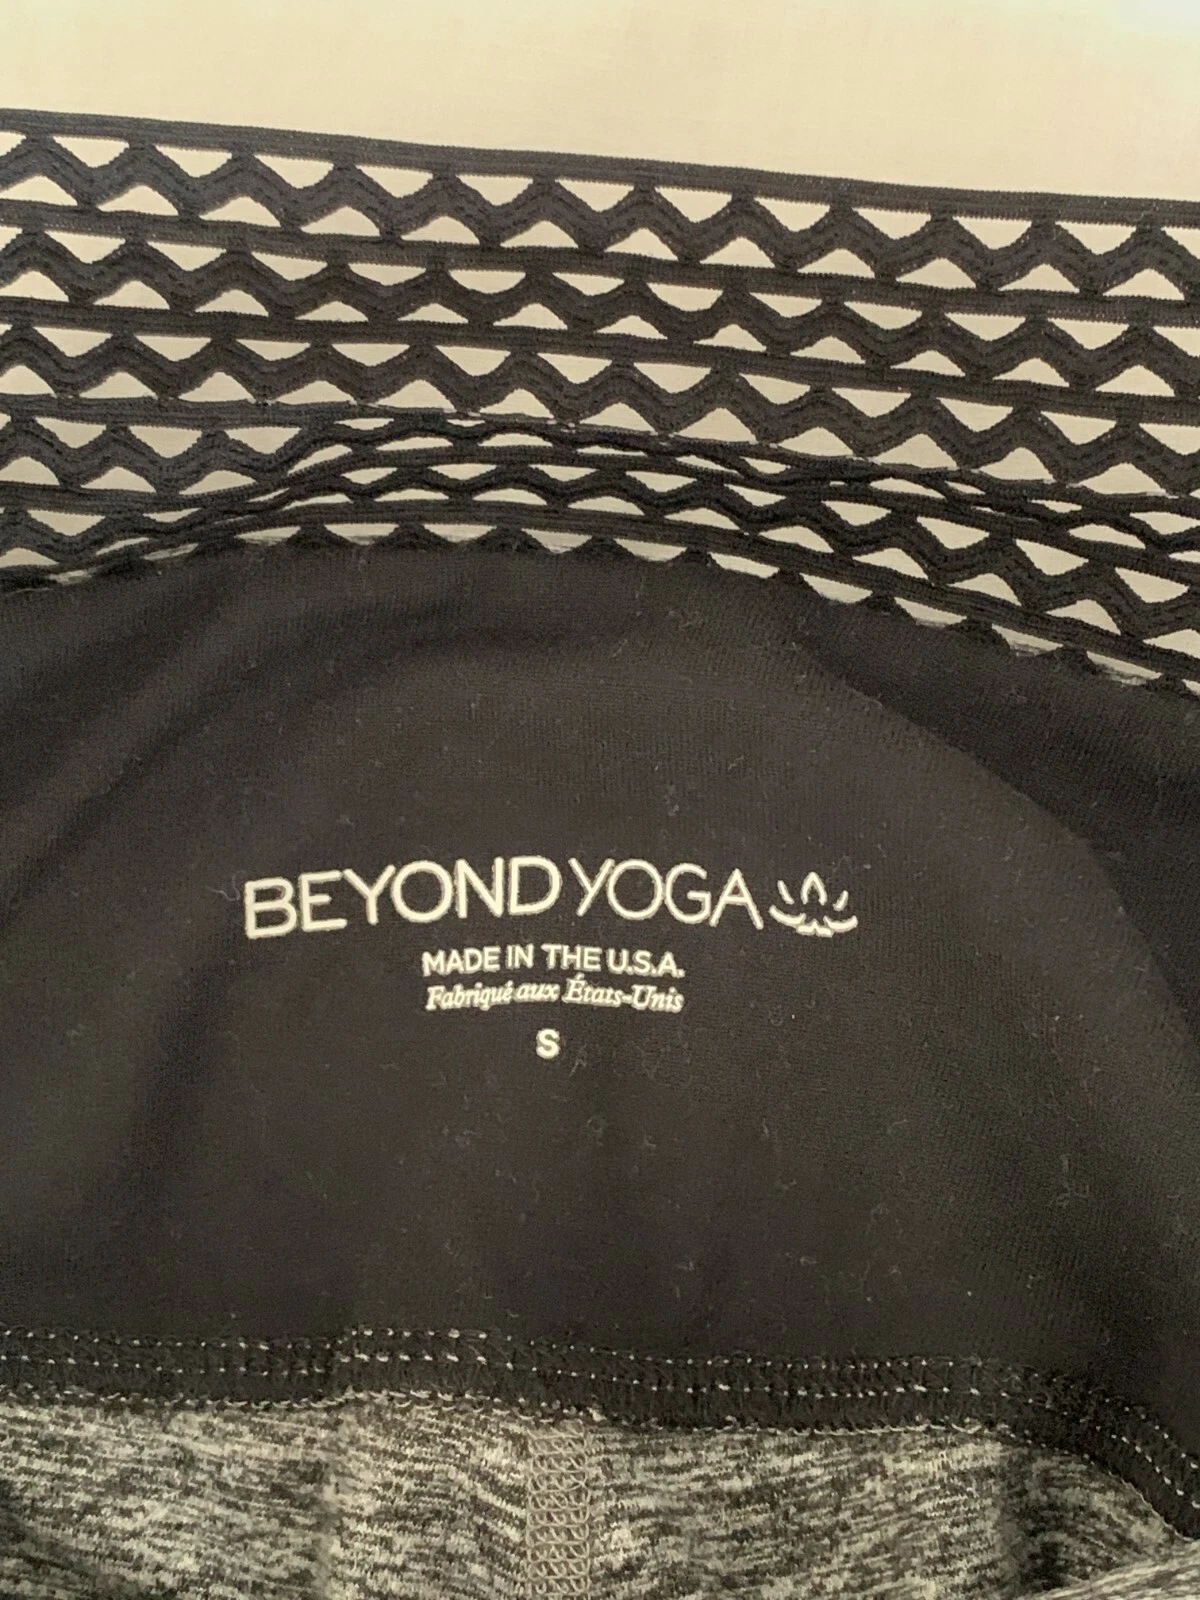 BEYOND YOGA
MADE IN THE U.S.A.
Fabriqué aux États-Unis
S